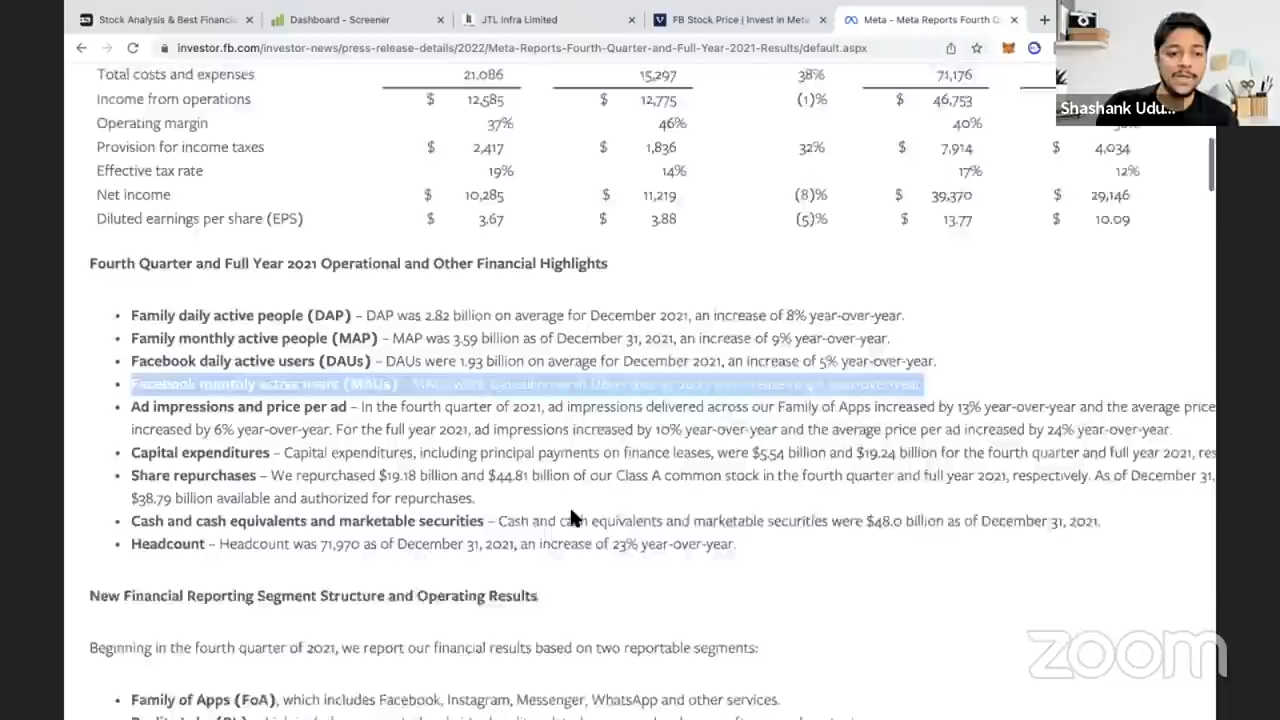 Stock Analysis & Best Financia
Dashboard - Screener
JTL Infra Limited
FB Stock Price | Invest in Meta
Meta - Meta Reports Fourth Q
investor.fb.com/investor-news/press-release-details/2022/Meta-Reports-Fourth-Quarter-and-Full-Year-2021-Results/default.aspx
Shashank Udu...
Total costs and expenses 21,086 15,297 38% 71,176
Income from operations $ 12,585 $ 12,775 (1)% $ 46,753
Operating margin 37% 46% 40%
Provision for income taxes $ 2,417 $ 1,836 32% $ 7,914 $ 4,034
Effective tax rate 19% 14% 17% 12%
Net income $ 10,285 $ 11,219 (8)% $ 39,370 $ 29,146
Diluted earnings per share (EPS) $ 3.67 $ 3.88 (5)% $ 13.77 $ 10.09
Fourth Quarter and Full Year 2021 Operational and Other Financial Highlights
• Family daily active people (DAP) – DAP was 2.82 billion on average for December 2021, an increase of 8% year-over-year.
• Family monthly active people (MAP) – MAP was 3.59 billion as of December 31, 2021, an increase of 9% year-over-year.
• Facebook daily active users (DAUs) – DAUs were 1.93 billion on average for December 2021, an increase of 5% year-over-year.
• Facebook monthly active users (MAUs) –
• Ad impressions and price per ad – In the fourth quarter of 2021, ad impressions delivered across our Family of Apps increased by 13% year-over-year and the average price
increased by 6% year-over-year. For the full year 2021, ad impressions increased by 10% year-over-year and the average price per ad increased by 24% year-over-year.
• Capital expenditures – Capital expenditures, including principal payments on finance leases, were $5.54 billion and $19.24 billion for the fourth quarter and full year 2021, res
• Share repurchases – We repurchased $19.18 billion and $44.81 billion of our Class A common stock in the fourth quarter and full year 2021, respectively. As of December 31,
$38.79 billion available and authorized for repurchases.
• Cash and cash equivalents and marketable securities – Cash and cash equivalents and marketable securities were $48.0 billion as of December 31, 2021.
• Headcount – Headcount was 71,970 as of December 31, 2021, an increase of 23% year-over-year.
New Financial Reporting Segment Structure and Operating Results
Beginning in the fourth quarter of 2021, we report our financial results based on two reportable segments:
• Family of Apps (FoA), which includes Facebook, Instagram, Messenger, WhatsApp and other services.
zoom